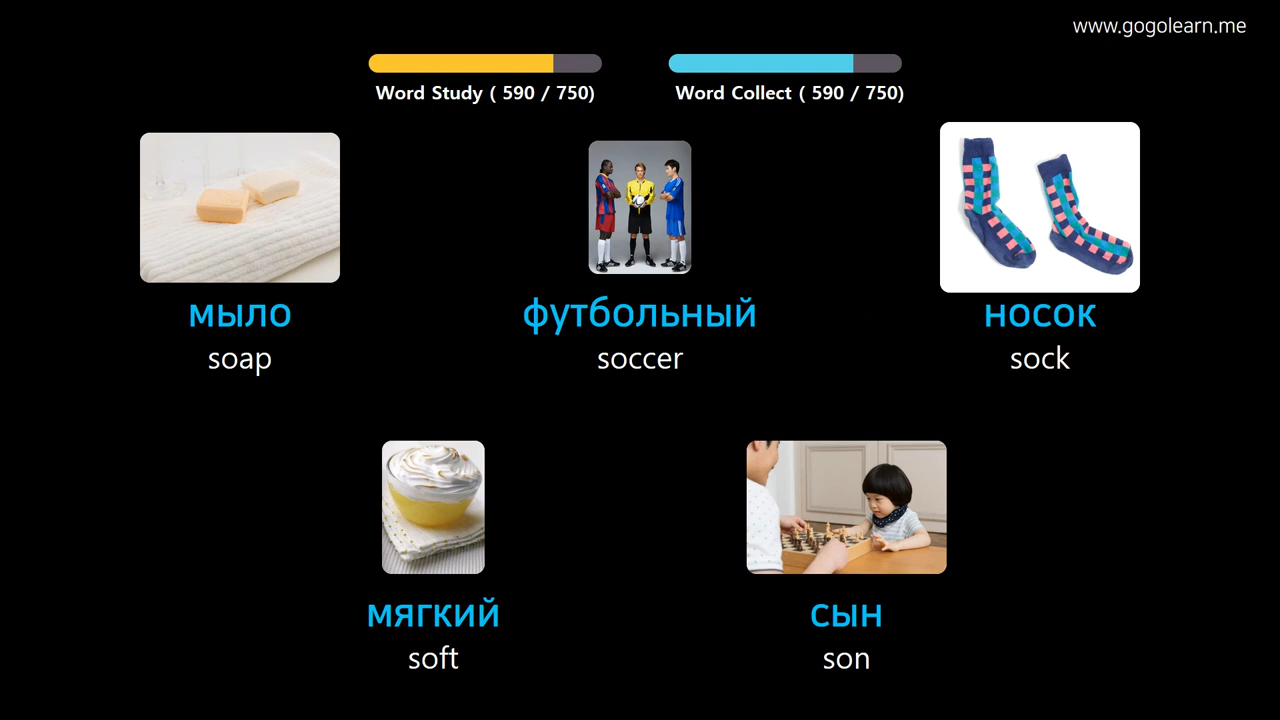 www.gogolearn.me
Word Study ( 590 / 750)
Word Collect ( 590 / 750)
мыло
soap
футбольный
soccer
носок
sock
мягкий
soft
сын
son